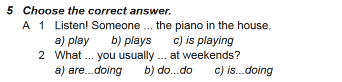 5 Choose the correct answer.
A 1 Listen! Someone ... the piano in the house.
a) play b) plays c) is playing
2 What ... you usually ... at weekends?
a) are...doing b) do...do c) is...doing